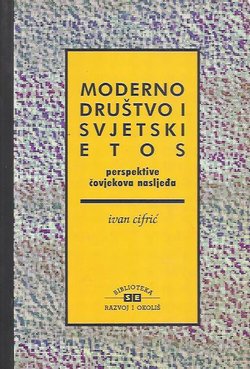 MODERNO
DRUŠTVO I
SVJETSKI
ETOS
perspektive
čovjekova nasljeđa
ivan cifrić
BIBLIOTEKA
SE
RAZVOJ I OKOLIŠ